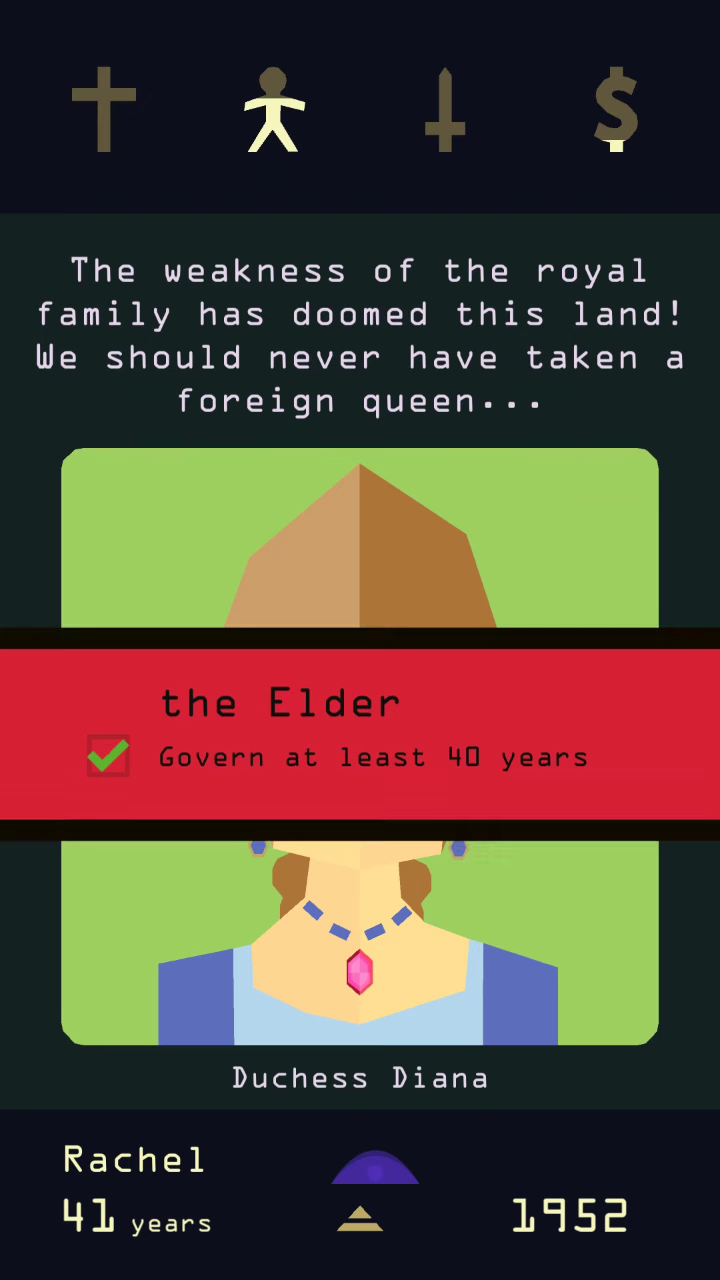 The weakness of the royal
family has doomed this land!
We should never have taken a
foreign queen...
the Elder
Govern at least 40 years
Duchess Diana
Rachel
41 years
1952